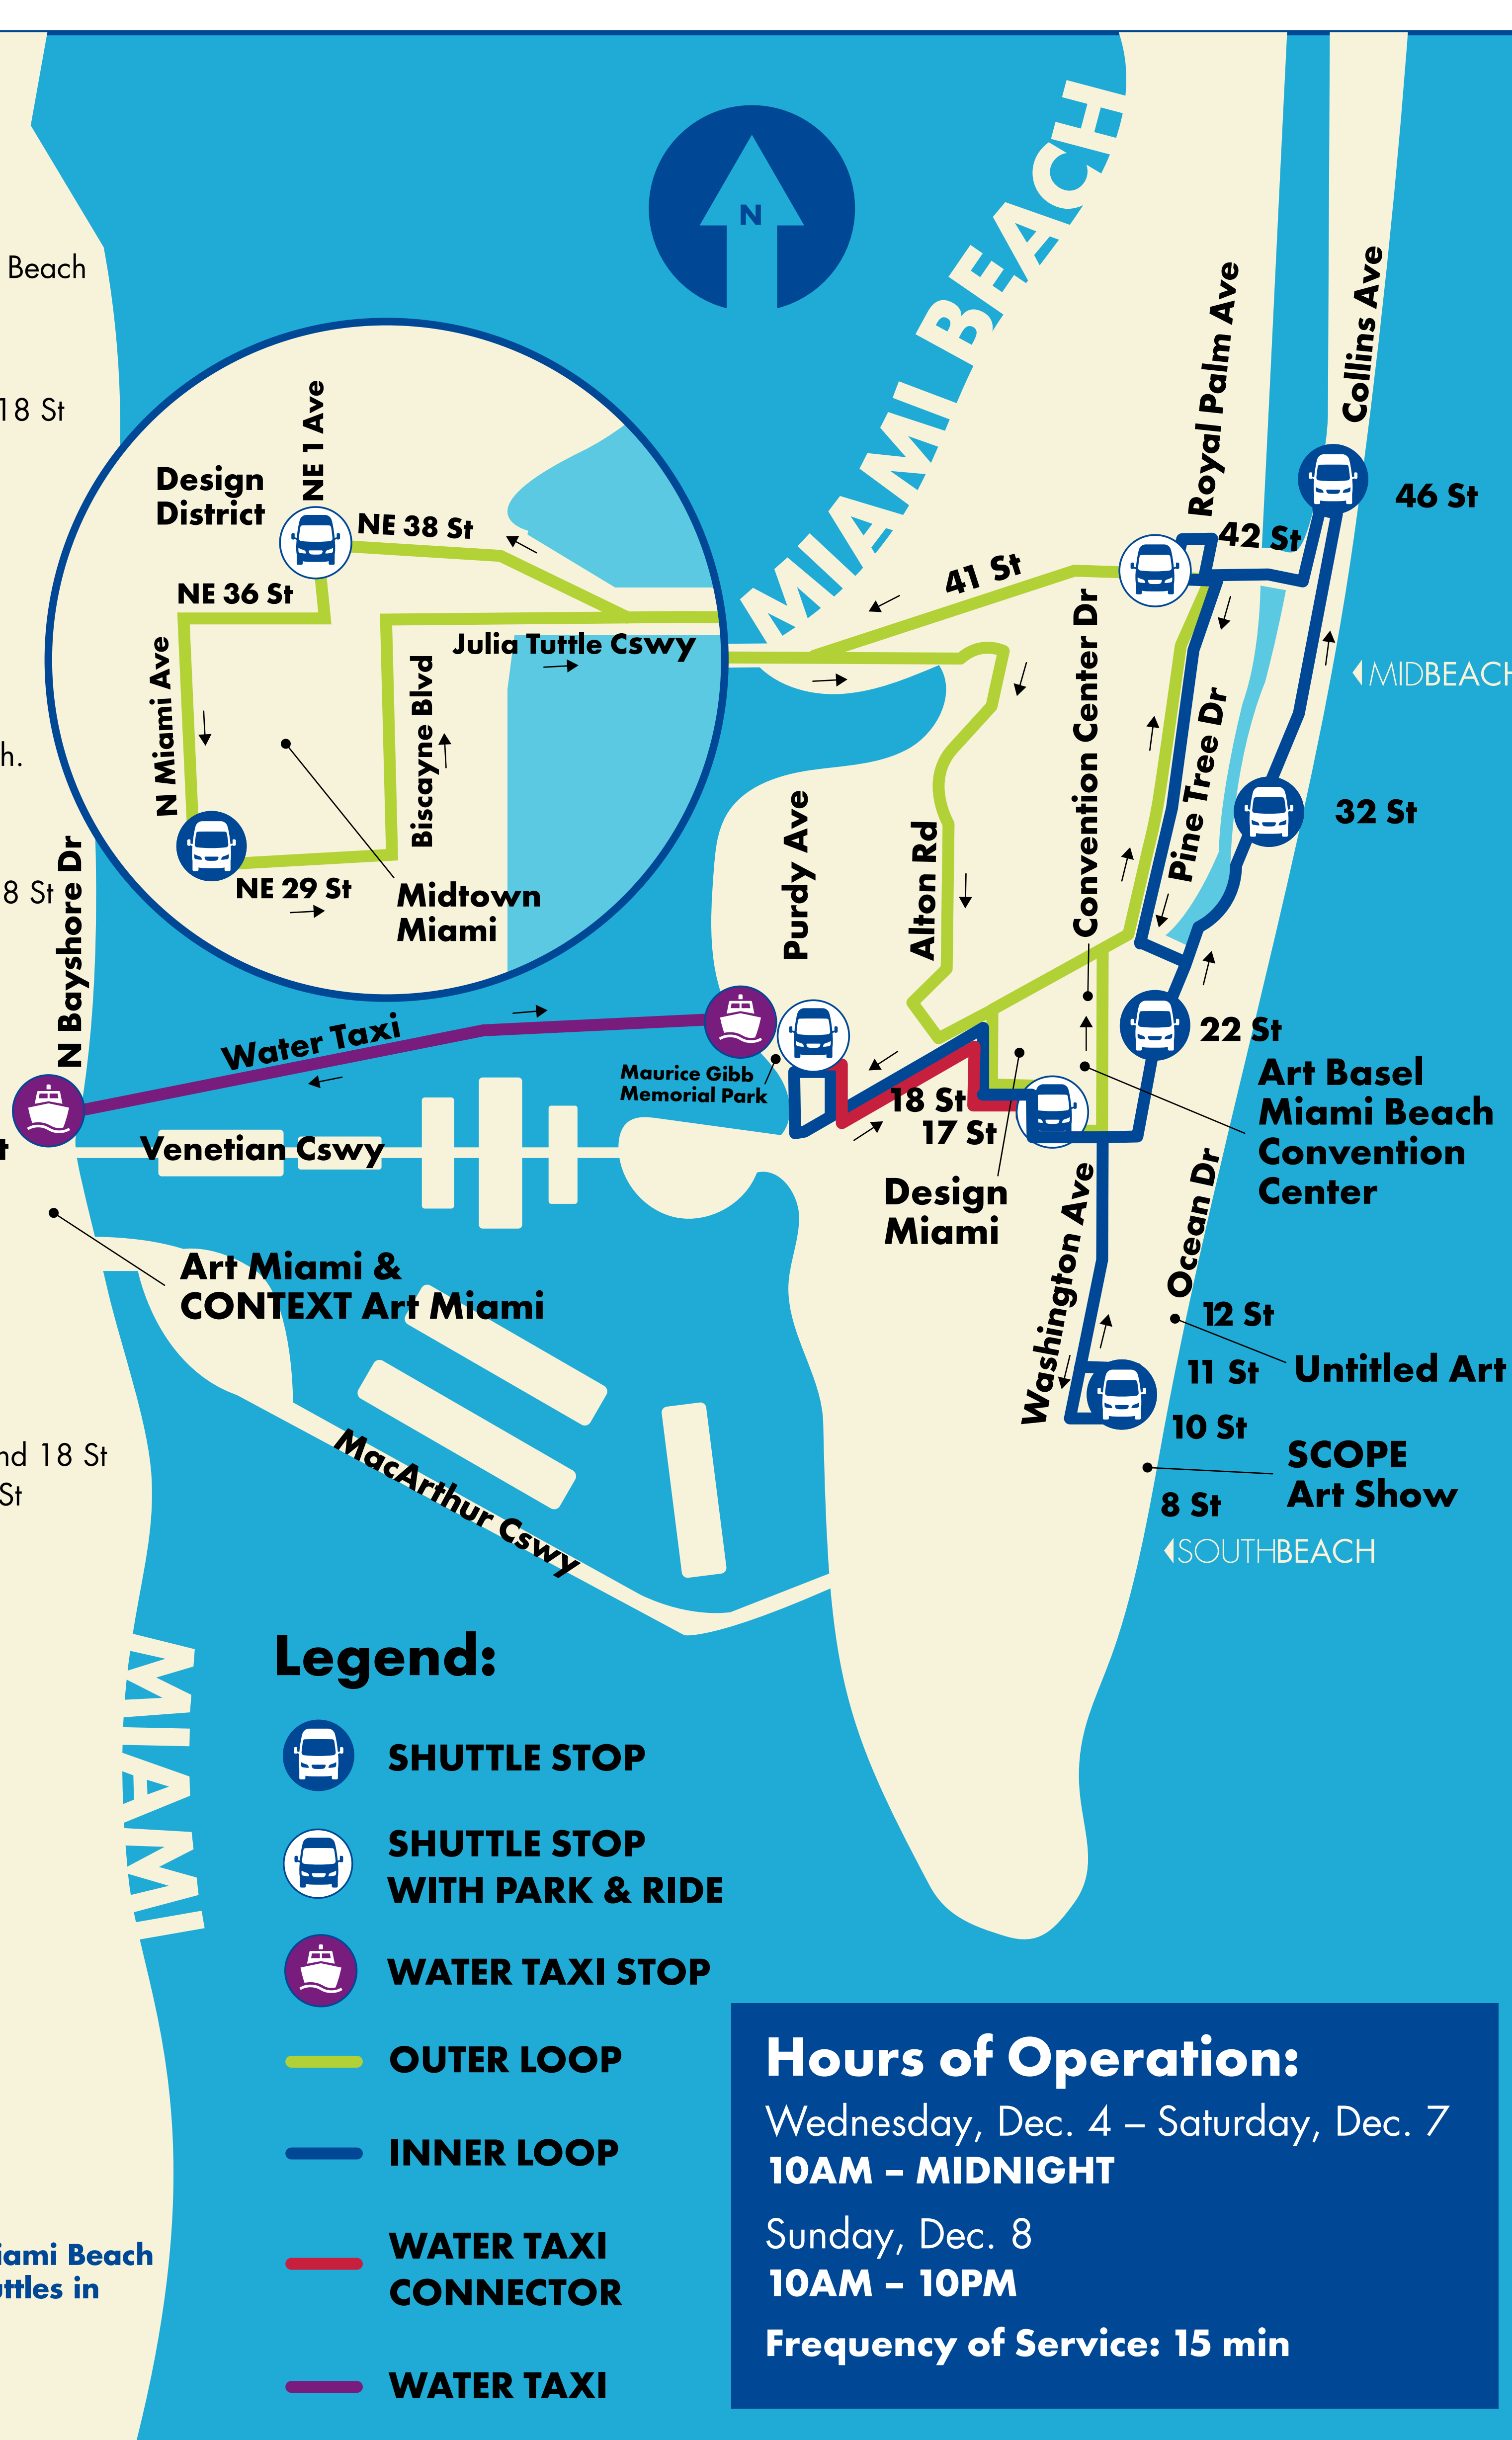 N
MIAMI BEACH
Beach
18 St
h.
8 St
nd 18 St
St
t
iami Beach
uttles in
Design
District
NE 1 Ave
NE 38 St
NE 36 St
N Miami Ave
Julia Tuttle Cswy
Biscayne Blvd
NE 29 St
Midtown
Miami
41 St
42 St
Royal Palm Ave
Collins Ave
46 St
MIDBEACH
Convention Center Dr
Pine Tree Dr
32 St
Purdy Ave
Alton Rd
N Bayshore Dr
Water Taxi
Maurice Gibb
Memorial Park
22 St
18 St
17 St
Art Basel
Miami Beach
Convention
Center
Venetian Cswy
Design
Miami
Washington Ave
Ocean Dr
Art Miami &
CONTEXT Art Miami
12 St
11 St
Untitled Art
10 St
SCOPE
Art Show
8 St
SOUTHBEACH
MacArthur Cswy
MIAMI
Legend:
SHUTTLE STOP
SHUTTLE STOP
WITH PARK & RIDE
WATER TAXI STOP
OUTER LOOP
INNER LOOP
WATER TAXI
CONNECTOR
WATER TAXI
Hours of Operation:
Wednesday, Dec. 4 – Saturday, Dec. 7
10AM – MIDNIGHT
Sunday, Dec. 8
10AM – 10PM
Frequency of Service: 15 min